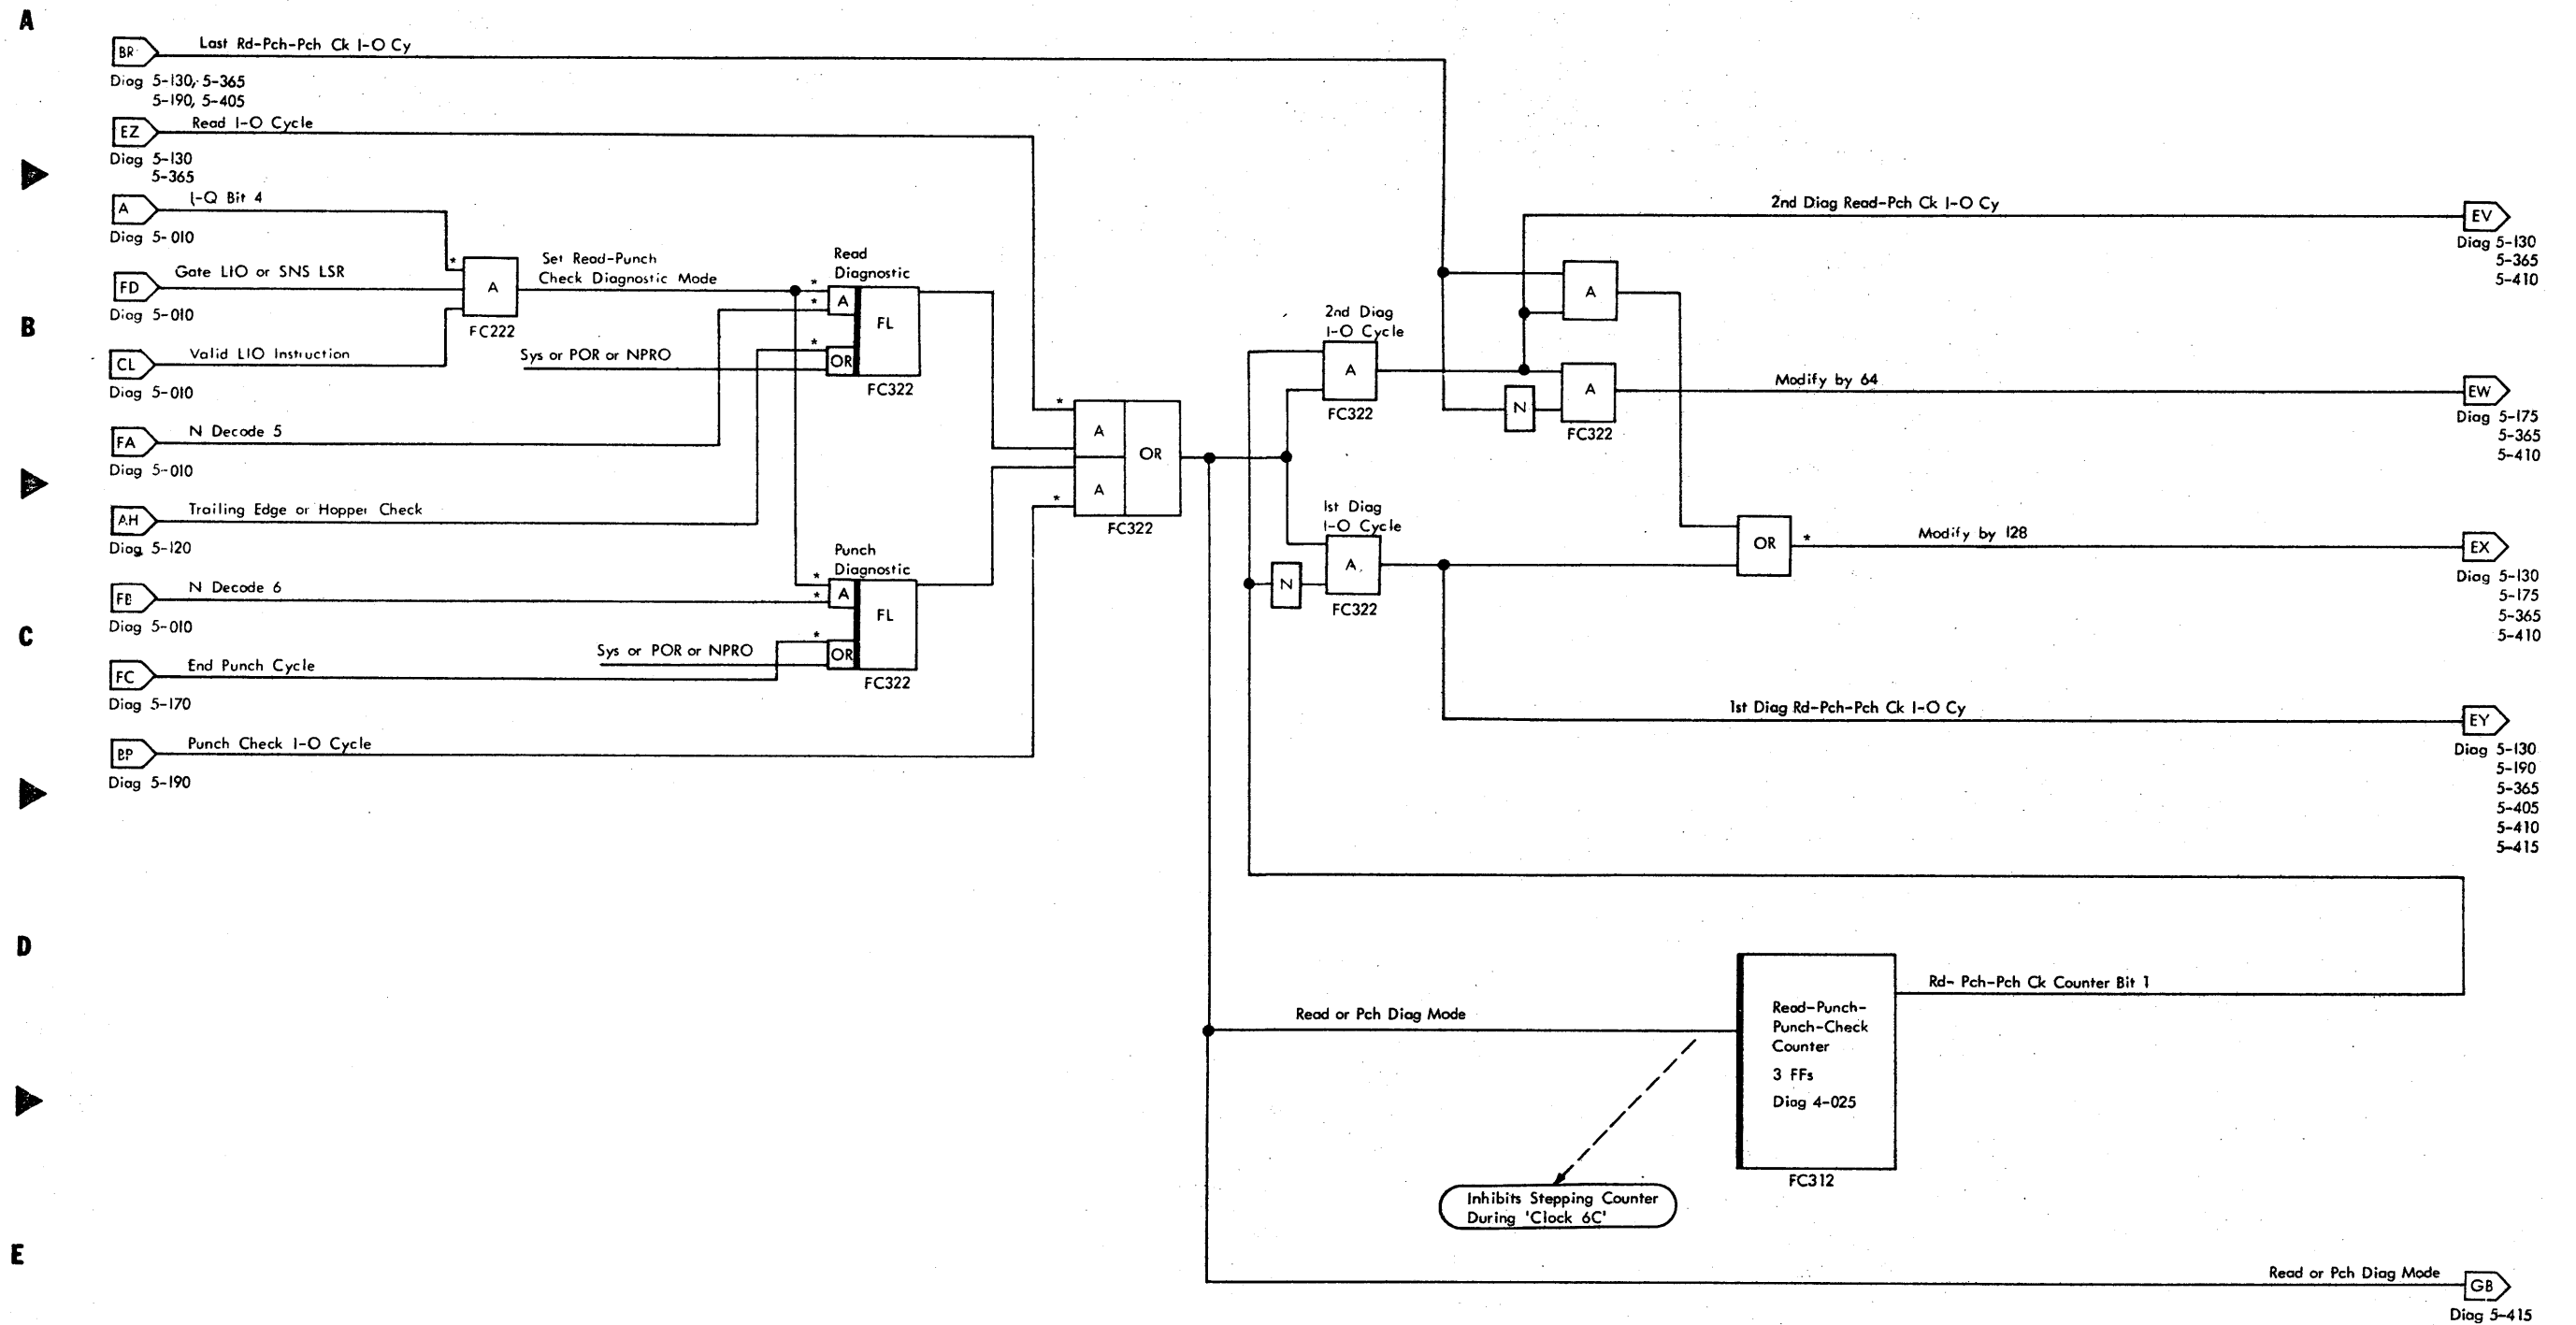 A
BR
Last Rd-Pch-Pch Ck I-O Cy
Diag 5-130, 5-365
5-190, 5-405
EZ
Read I-O Cycle
Diag 5-130
5-365
A
I-Q Bit 4
Diag 5-010
FD
Gate LIO or SNS LSR
Diag 5-010
B
CL
Valid LIO Instruction
Diag 5-010
FA
N Decode 5
Diag 5-010
AH
Trailing Edge or Hopper Check
Diag 5-120
FB
N Decode 6
Diag 5-010
C
FC
End Punch Cycle
Diag 5-170
BP
Punch Check I-O Cycle
Diag 5-190
*
A
FC222
Set Read-Punch
Check Diagnostic Mode
Read
Diagnostic
*
*
A
FL
*
OR
Sys or POR or NPRO
FC322
Punch
Diagnostic
*
*
A
FL
*
OR
Sys or POR or NPRO
FC322
*
A
OR
A
*
FC322
2nd Diag
I-O Cycle
A
FC322
1st Diag
I-O Cycle
N
A
FC322
A
N
A
FC322
OR
*
2nd Diag Read-Pch Ck I-O Cy
EV
Diag 5-130
5-365
5-410
Modify by 64
EW
Diag 5-175
5-365
5-410
Modify by 128
EX
Diag 5-130
5-175
5-365
5-410
1st Diag Rd-Pch-Pch Ck I-O Cy
EY
Diag 5-130
5-190
5-365
5-405
5-410
5-415
D
Rd- Pch-Pch Ck Counter Bit 1
Read or Pch Diag Mode
Read-Punch-
Punch-Check
Counter
3 FFs
Diag 4-025
FC312
Inhibits Stepping Counter
During 'Clock 6C'
E
Read or Pch Diag Mode
GB
Diag 5-415